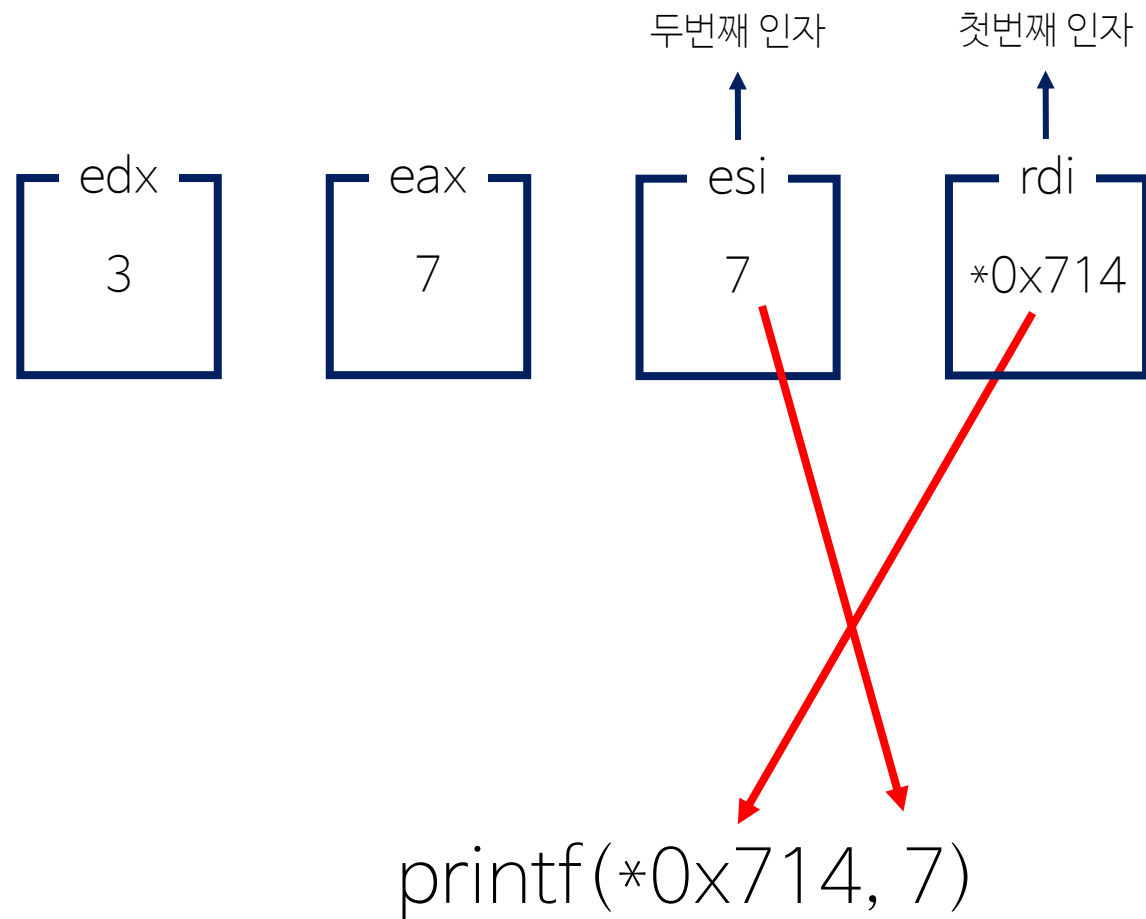 두번째 인자 첫번째 인자
edx eax esi rdi
3 7 7 *0x714
printf(*0x714, 7)